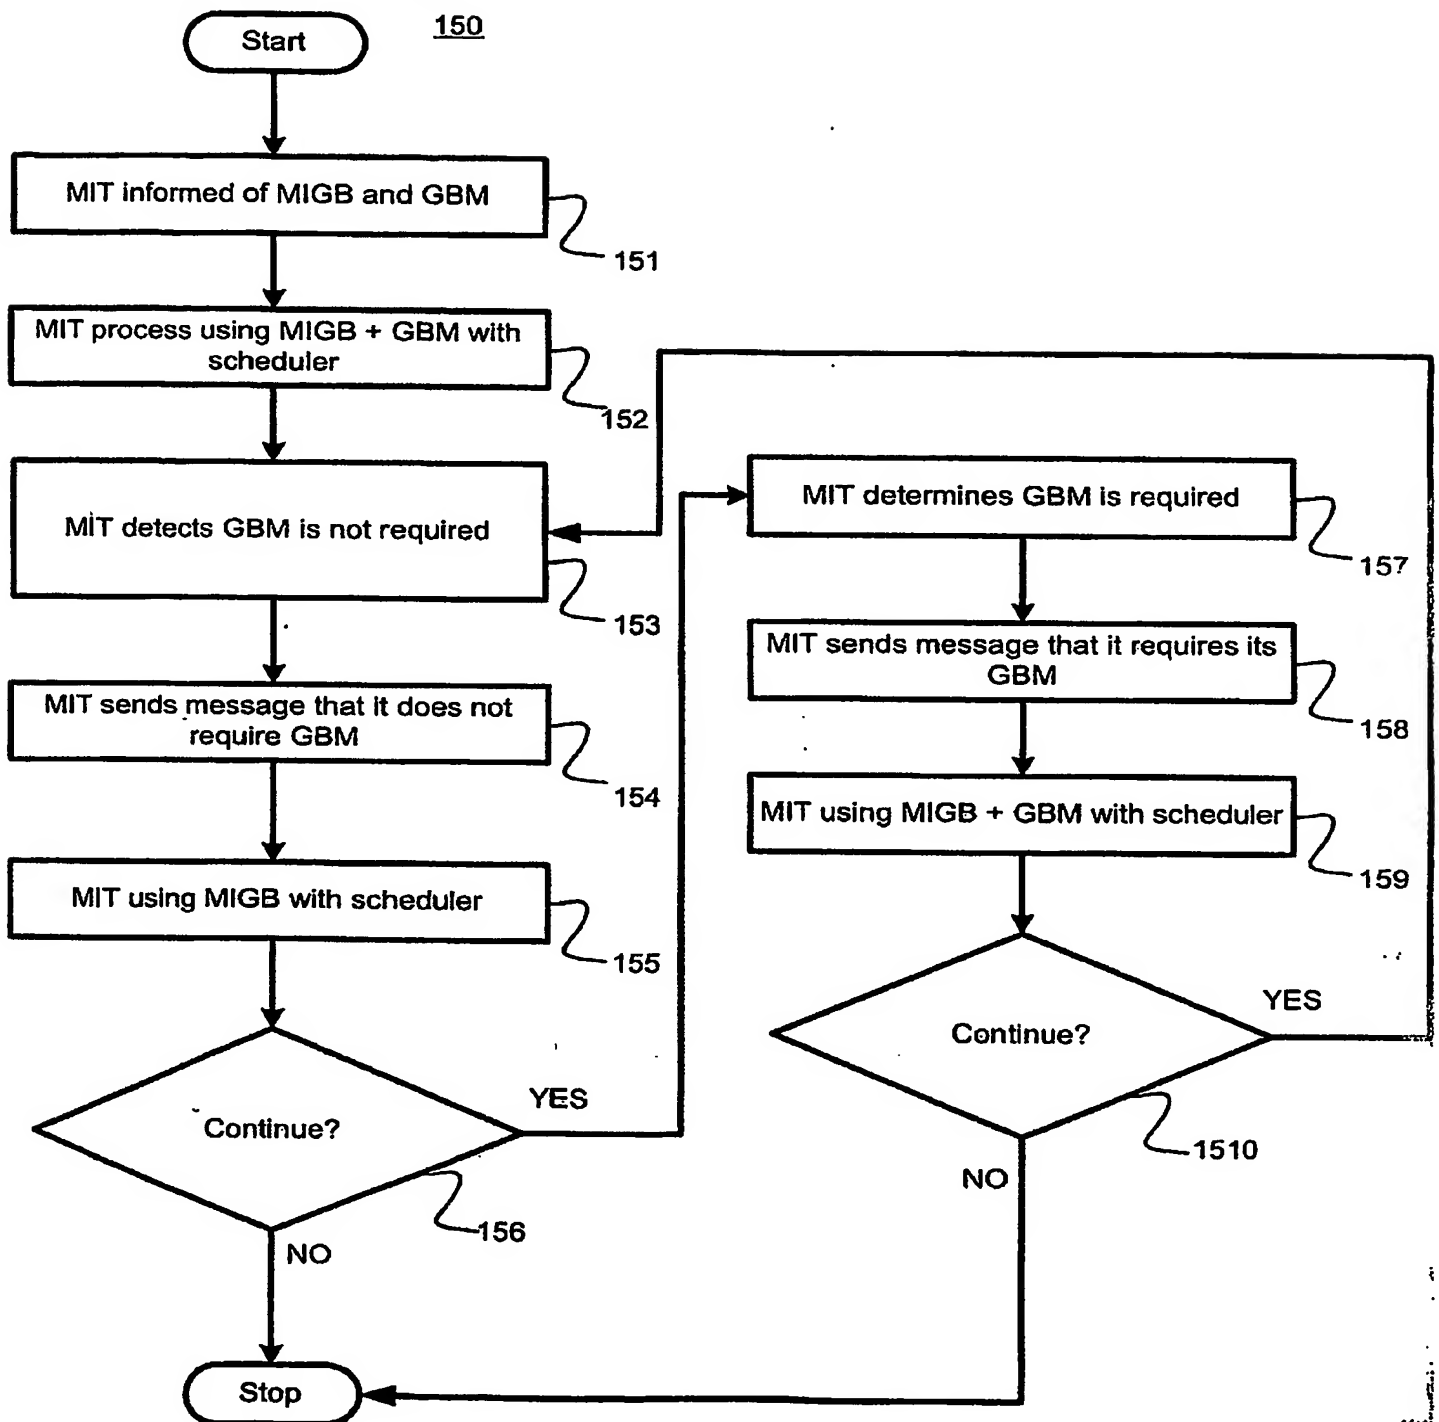 150
Start
MIT informed of MIGB and GBM
151
MIT process using MIGB + GBM with
scheduler
152
MIT detects GBM is not required
153
MIT sends message that it does not
require GBM
154
MIT using MIGB with scheduler
155
Continue?
YES
156
NO
Stop
MIT determines GBM is required
157
MIT sends message that it requires its
GBM
158
MIT using MIGB + GBM with scheduler
159
Continue?
YES
1510
NO